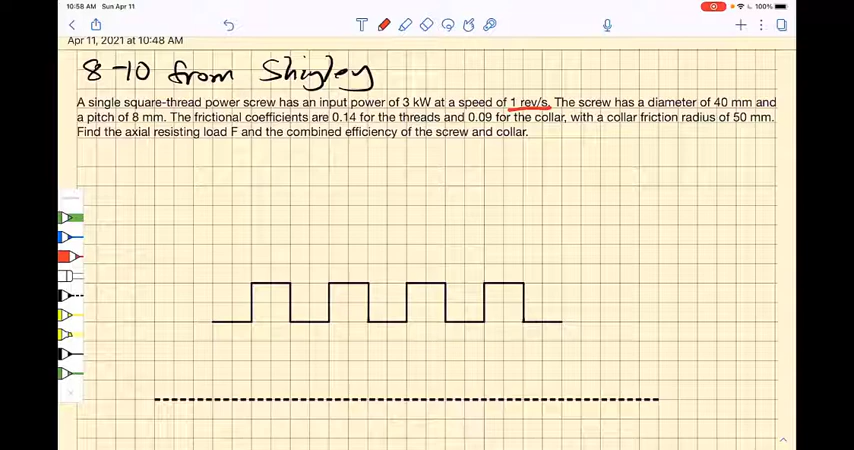 10:58 AM Sun Apr 11
100%
T
Apr 11, 2021 at 10:48 AM
8-10 from Shigley
A single square-thread power screw has an input power of 3 kW at a speed of 1 rev/s. The screw has a diameter of 40 mm and
a pitch of 8 mm. The frictional coefficients are 0.14 for the threads and 0.09 for the collar, with a collar friction radius of 50 mm.
Find the axial resisting load F and the combined efficiency of the screw and collar.